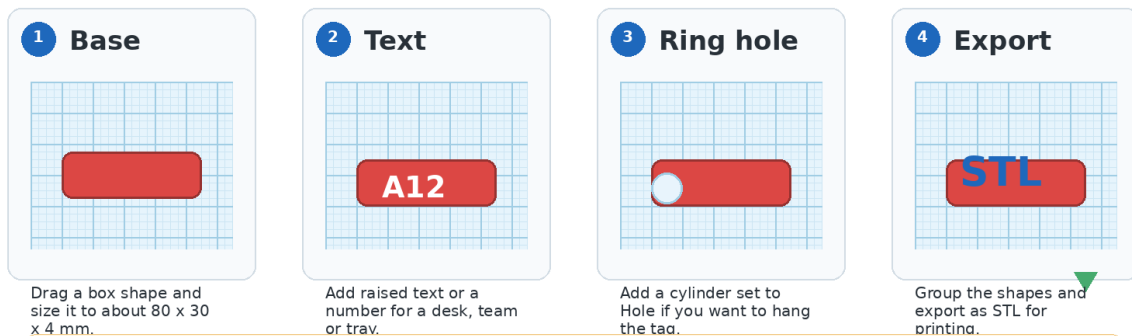 1 Base
2 Text
3 Ring hole
4 Export
A12
STL
Drag a box shape and
size it to about 80 x 30
x 4 mm.
Add raised text or a
number for a desk, team
or tray.
Add a cylinder set to
Hole if you want to hang
the tag.
Group the shapes and
export as STL for
printing.